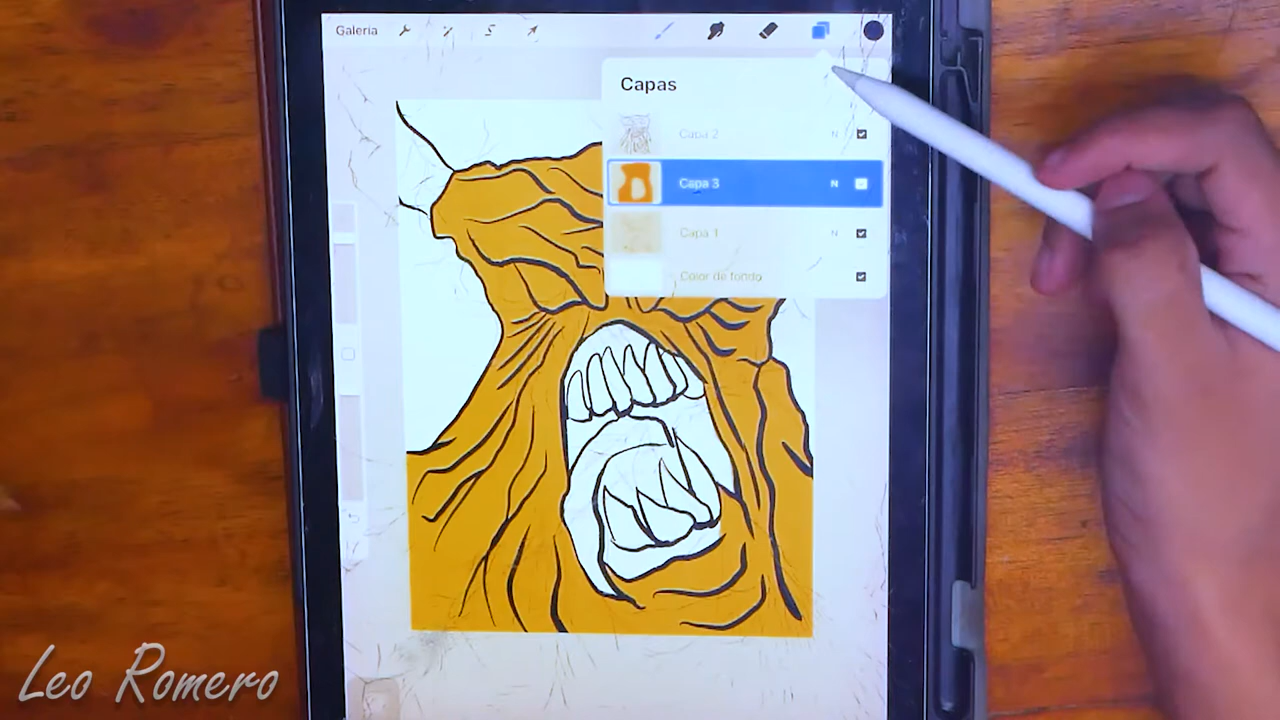 Galería
Capas
Capa 2 N
Capa 3 N
Capa 1 N
Color de fondo
Leo Romero